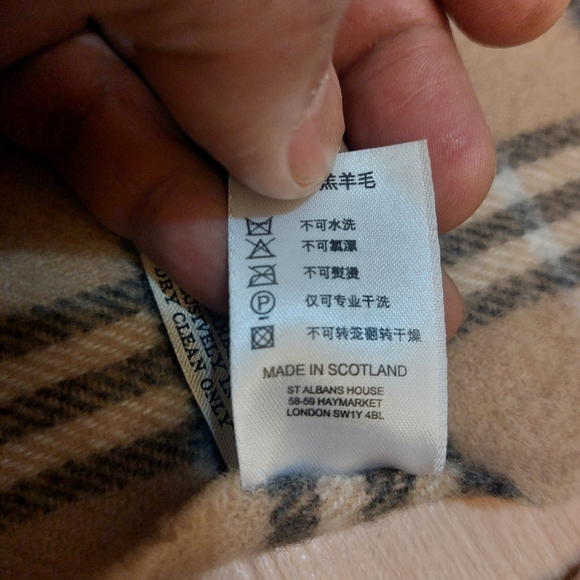 羔羊毛
不可水洗
不可氯漂
不可熨烫
P 仅可专业干洗
不可转笼翻转干燥
MADE IN SCOTLAND
ST ALBANS HOUSE
58-59 HAYMARKET
LONDON SW1Y 4BL
DRY CLEAN ONLY